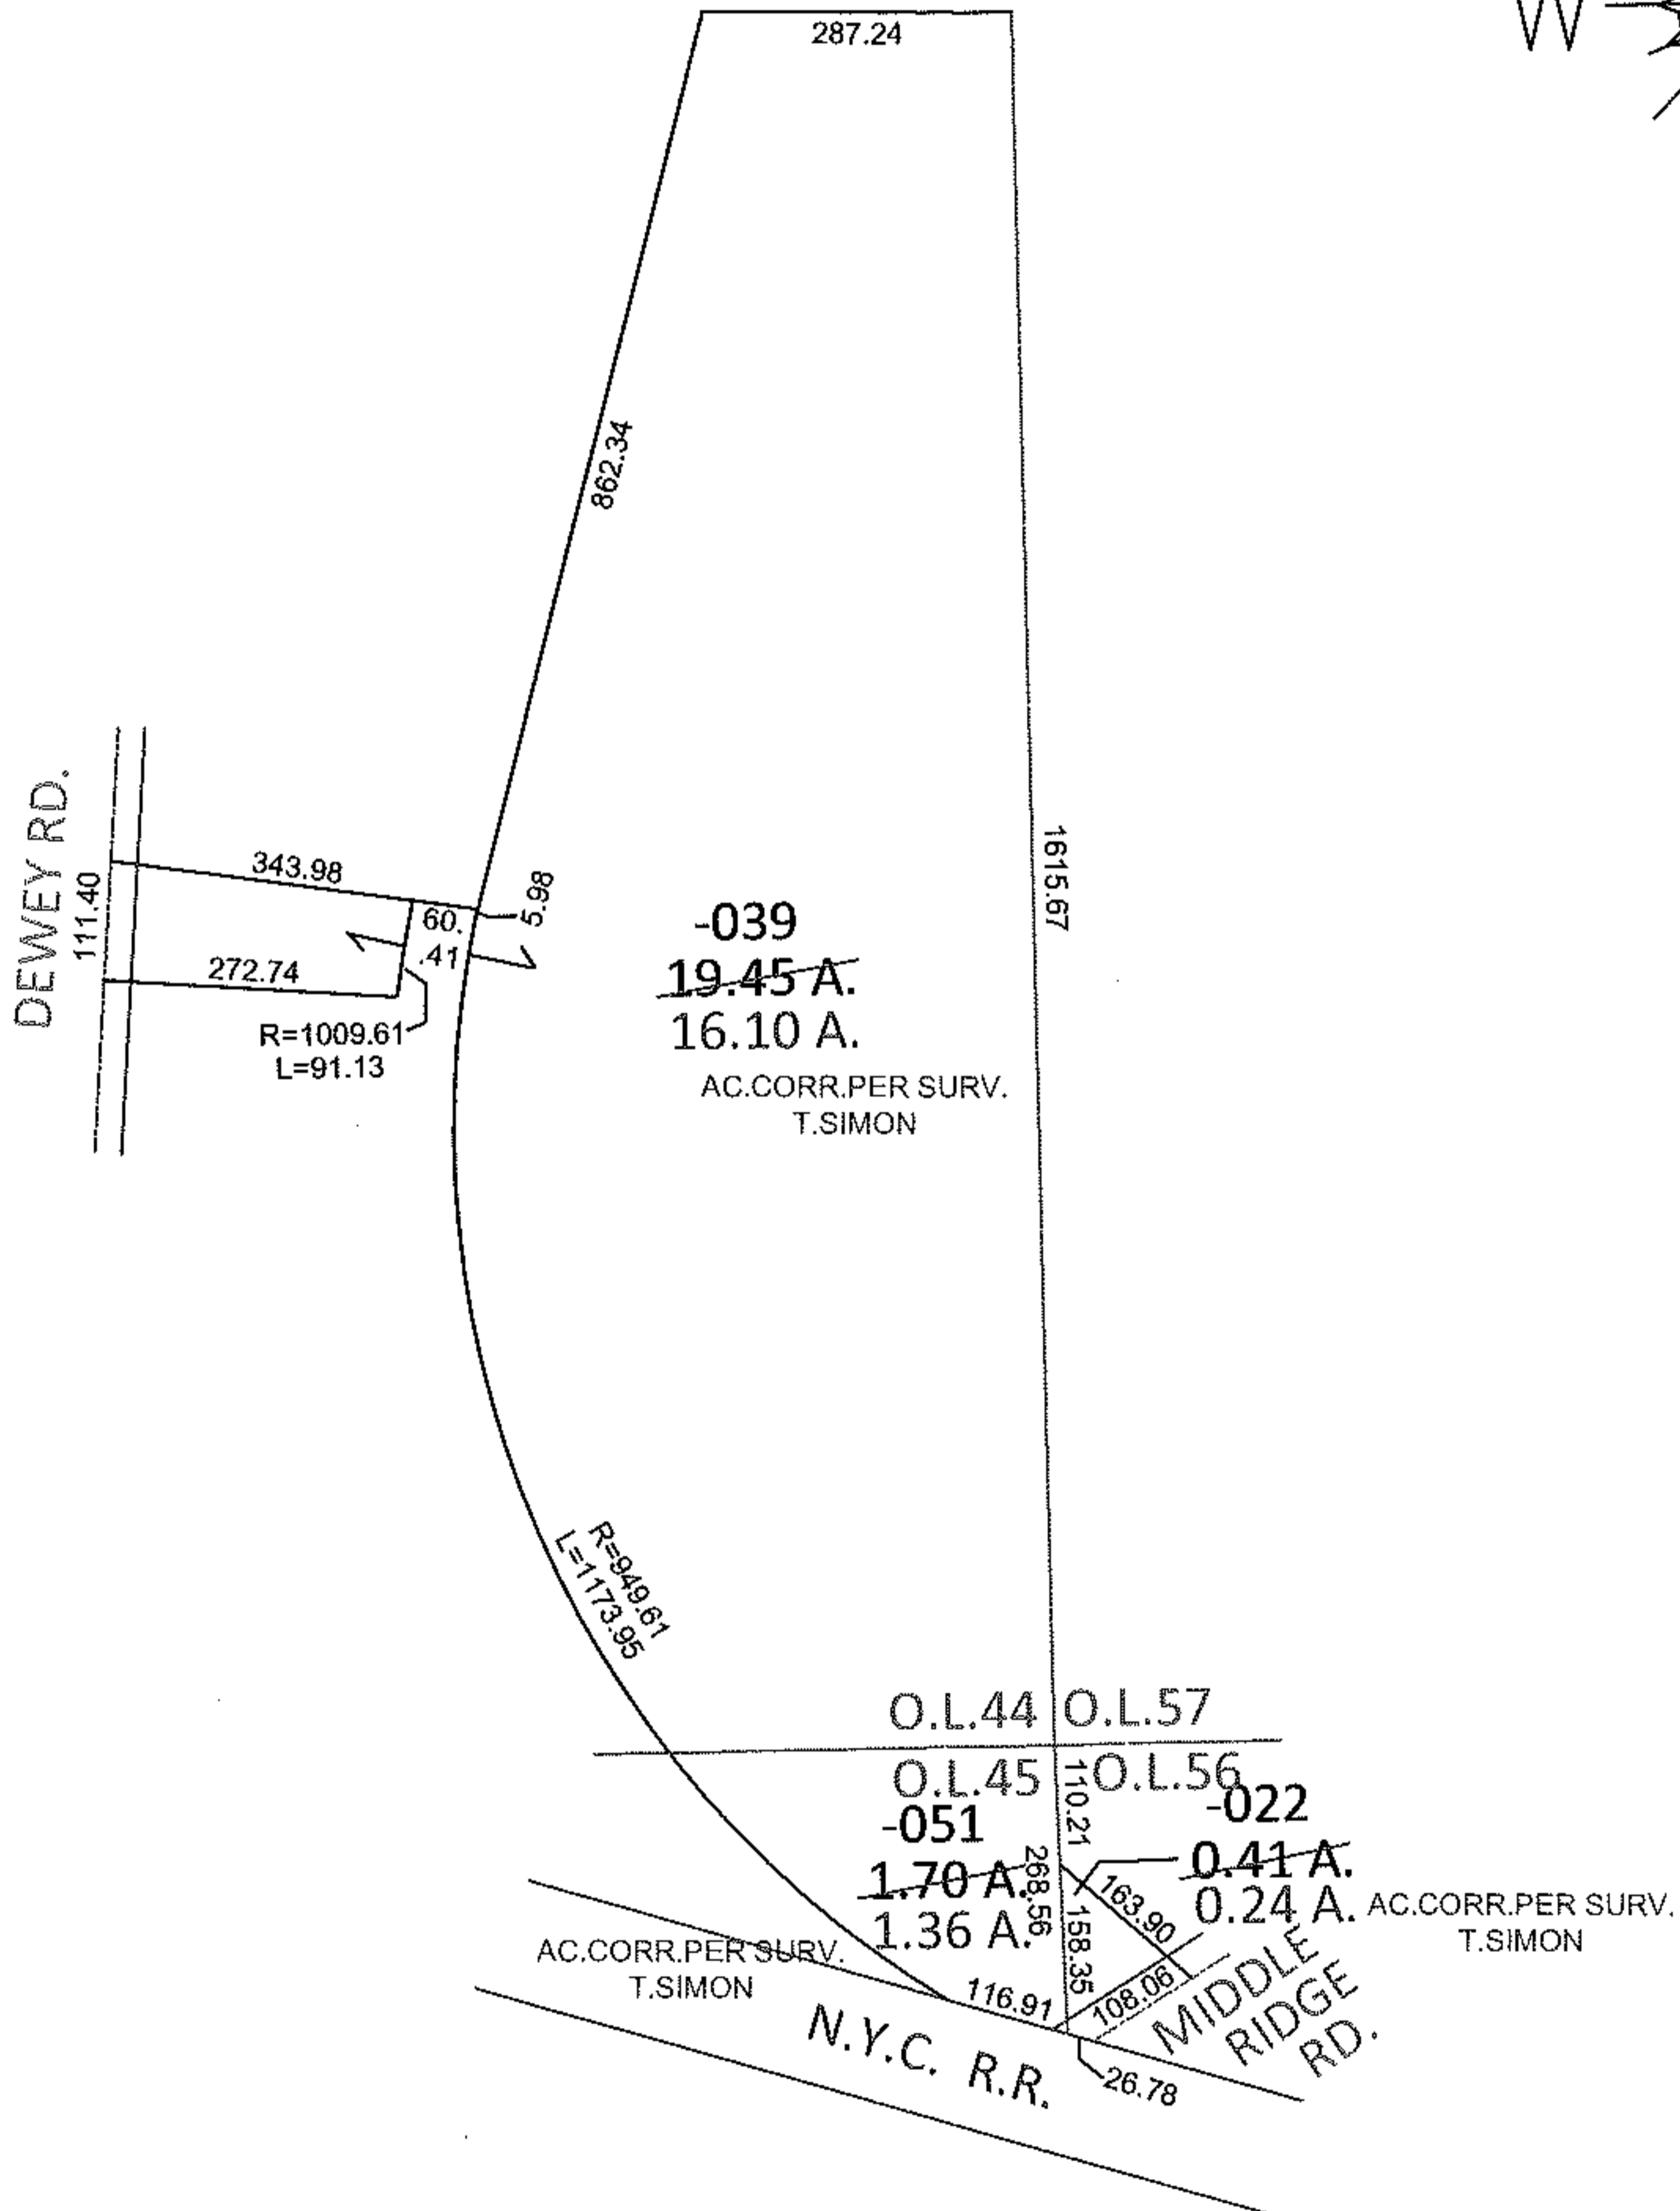 W
287.24
862.34
DEWEY RD.
111.40
343.98
60.
.41
5.98
272.74
R=1009.61
L=91.13
-039
19.45 A.
16.10 A.
AC.CORR.PER SURV.
T.SIMON
1615.67
R=949.61
L=1173.95
O.L.44
O.L.57
O.L.45
O.L.56
110.21
-051
1.70 A.
1.36 A.
268.56
158.35
-022
0.41 A.
0.24 A.
AC.CORR.PER SURV.
T.SIMON
163.90
AC.CORR.PER SURV.
T.SIMON
116.91
108.06
MIDDLE
RIDGE
RD.
N.Y.C. R.R.
26.78